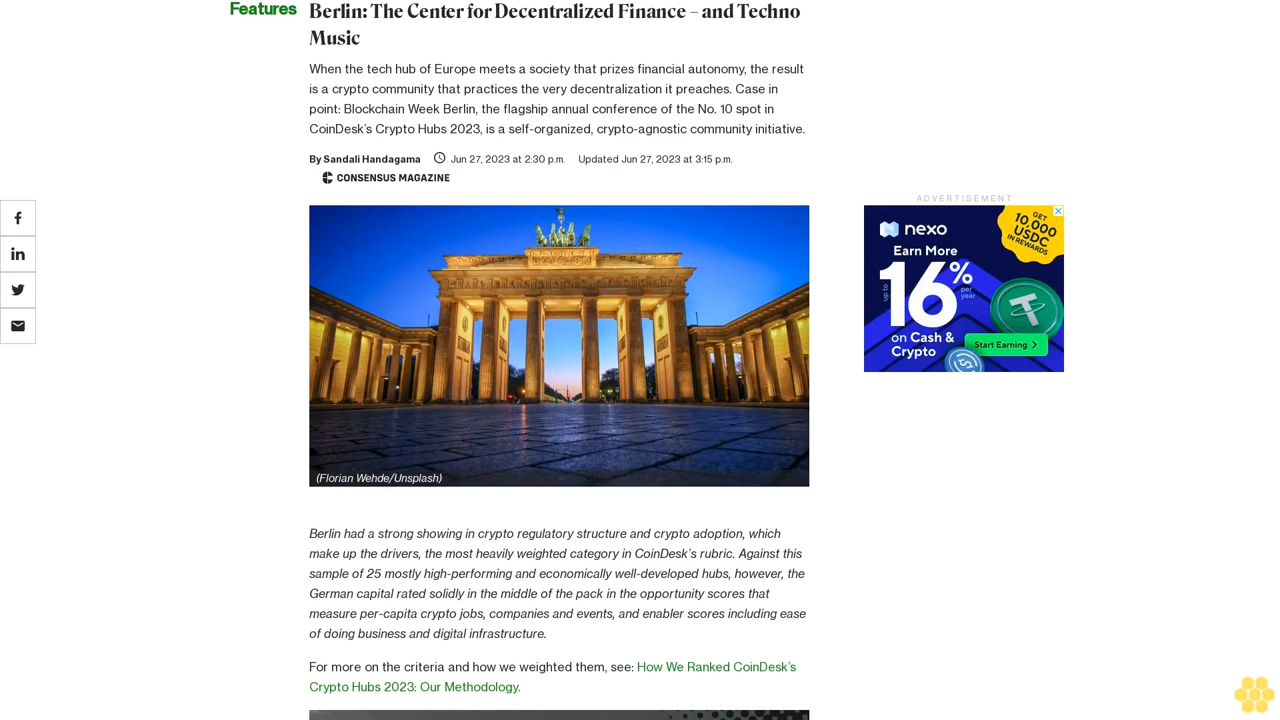 Features
Berlin: The Center for Decentralized Finance – and Techno
Music
When the tech hub of Europe meets a society that prizes financial autonomy, the result
is a crypto community that practices the very decentralization it preaches. Case in
point: Blockchain Week Berlin, the flagship annual conference of the No. 10 spot in
CoinDesk's Crypto Hubs 2023, is a self-organized, crypto-agnostic community initiative.
By Sandali Handagama Jun 27, 2023 at 2:30 p.m. Updated Jun 27, 2023 at 3:15 p.m.
CONSENSUS MAGAZINE
ADVERTISEMENT
nexo
GET
10,000
USDC
IN REWARDS
Earn More
up to
16%
per
year
on Cash &
Crypto
Start Earning
(Florian Wehde/Unsplash)
Berlin had a strong showing in crypto regulatory structure and crypto adoption, which
make up the drivers, the most heavily weighted category in CoinDesk's rubric. Against this
sample of 25 mostly high-performing and economically well-developed hubs, however, the
German capital rated solidly in the middle of the pack in the opportunity scores that
measure per-capita crypto jobs, companies and events, and enabler scores including ease
of doing business and digital infrastructure.
For more on the criteria and how we weighted them, see: How We Ranked CoinDesk's
Crypto Hubs 2023: Our Methodology.